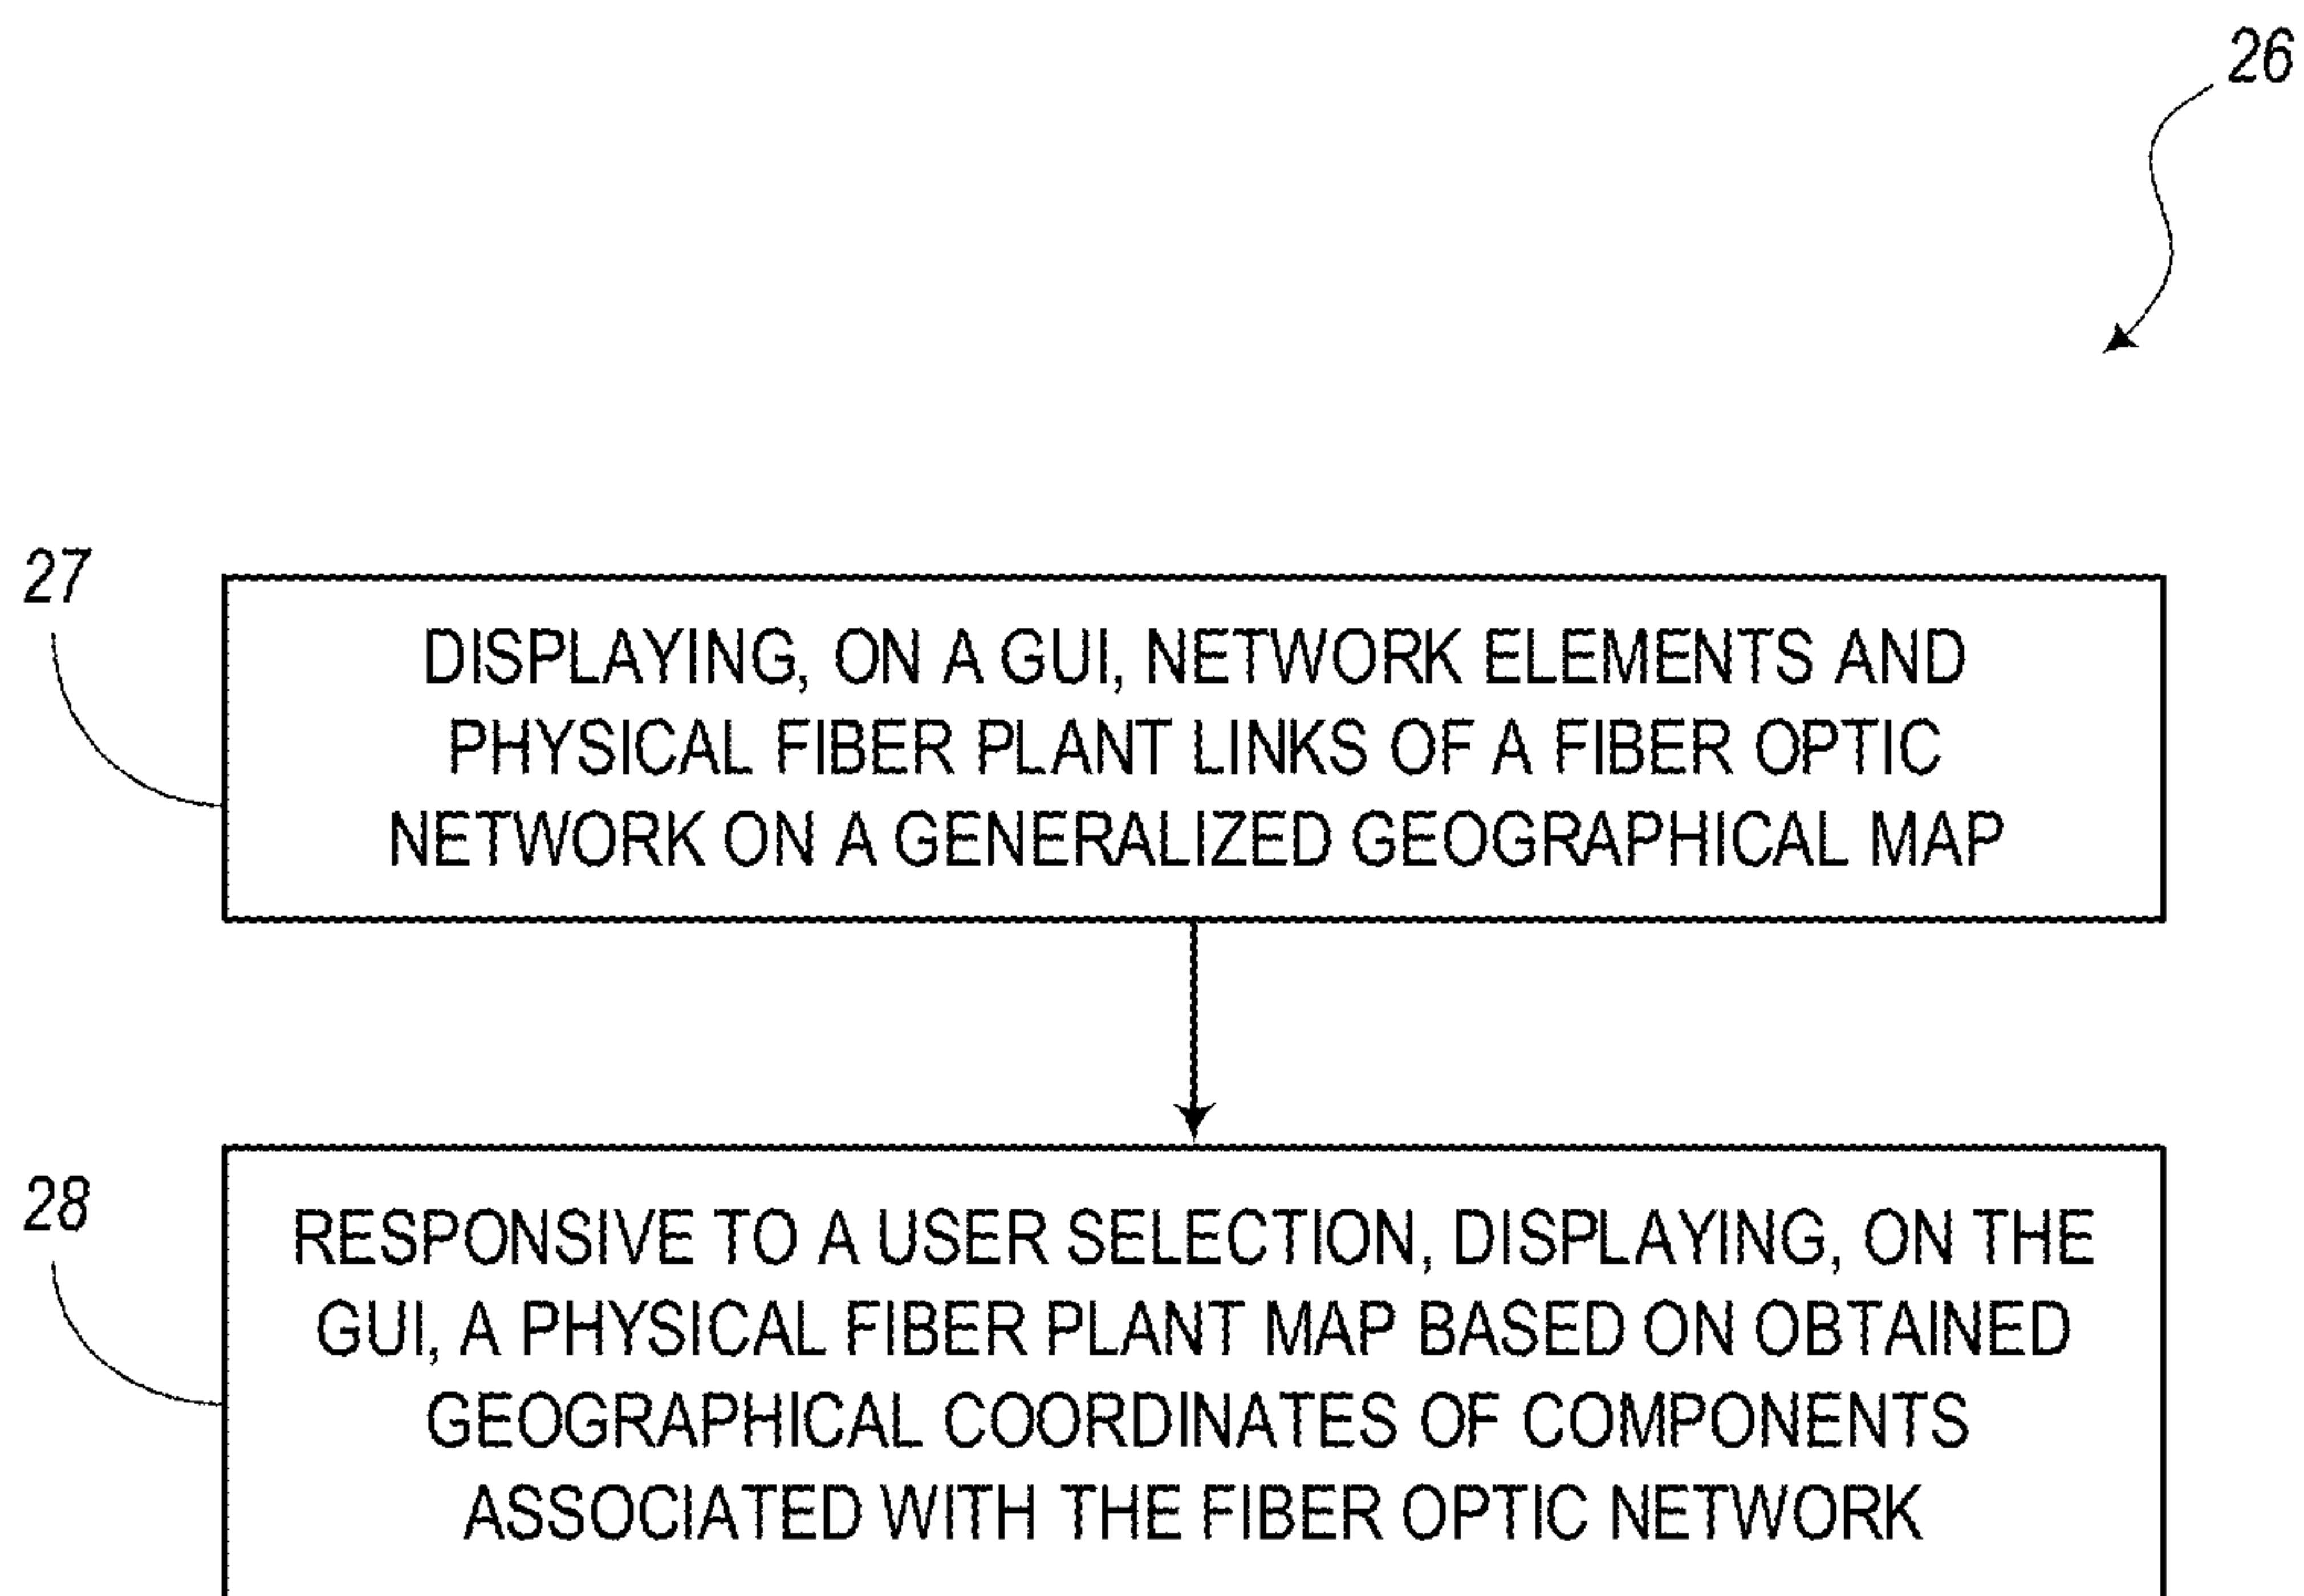 26
27
DISPLAYING, ON A GUI, NETWORK ELEMENTS AND
PHYSICAL FIBER PLANT LINKS OF A FIBER OPTIC
NETWORK ON A GENERALIZED GEOGRAPHICAL MAP
28
RESPONSIVE TO A USER SELECTION, DISPLAYING, ON THE
GUI, A PHYSICAL FIBER PLANT MAP BASED ON OBTAINED
GEOGRAPHICAL COORDINATES OF COMPONENTS
ASSOCIATED WITH THE FIBER OPTIC NETWORK